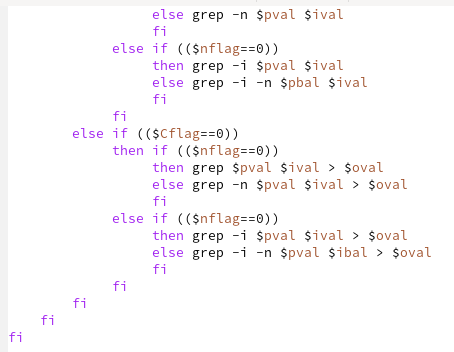 else grep -n $pval $ival
fi
else if (($nflag==0))
then grep -i $pval $ival
else grep -i -n $pbal $ival
fi
fi
else if (($Cflag==0))
then if (($nflag==0))
then grep $pval $ival > $oval
else grep -n $pval $ival > $oval
fi
else if (($nflag==0))
then grep -i $pval $ival > $oval
else grep -i -n $pval $ibal > $oval
fi
fi
fi
fi
fi